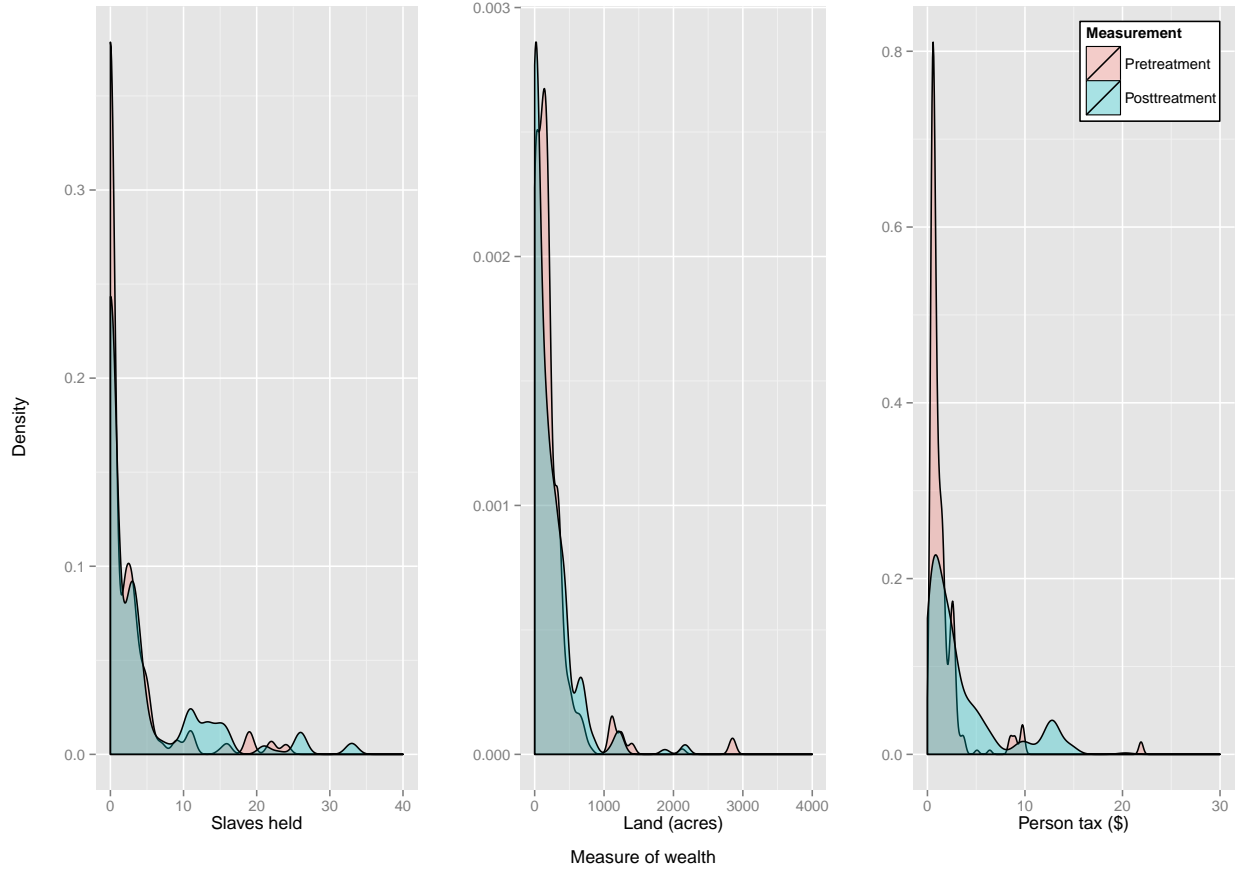 Density
0.3
0.2
0.1
0.0
0 10 20 30 40
Slaves held
0.003
0.002
0.001
0.000
0 1000 2000 3000 4000
Land (acres)
0.8
0.6
0.4
0.2
0.0
0 10 20 30
Person tax ($)
Measurement
Pretreatment
Posttreatment
Measure of wealth